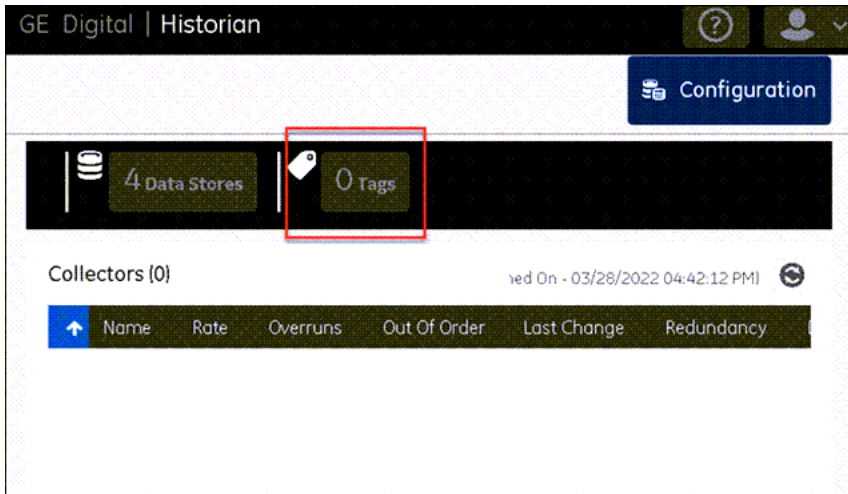 GE Digital | Historian
Configuration
4 Data Stores
0 Tags
Collectors (0)
ned On - 03/28/2022 04:42:12 PM)
Name Rate Overruns Out Of Order Last Change Redundancy